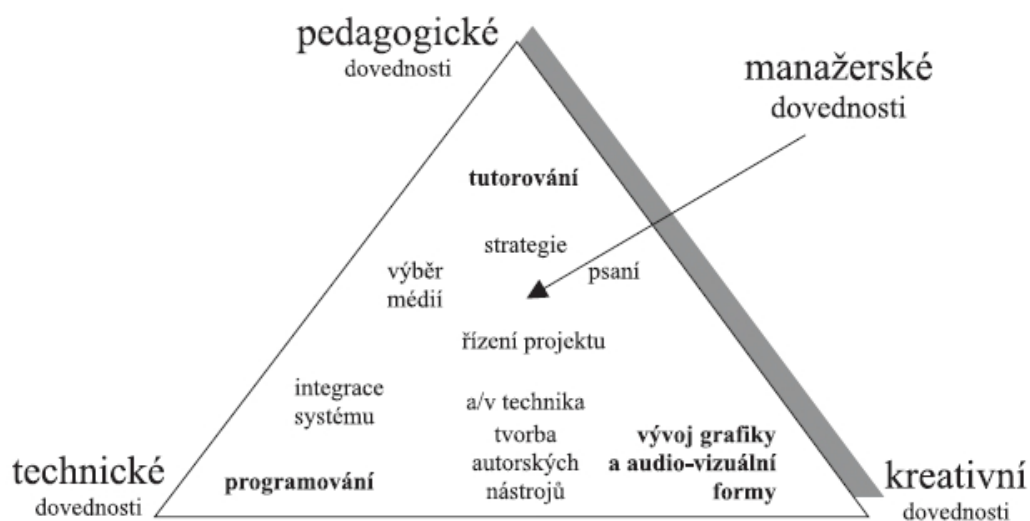 pedagogické
dovednosti
manažerské
dovednosti
tutorování
strategie
výběr
médií
psaní
řízení projektu
integrace
systému
a/v technika
tvorba
autorských
nástrojů
vývoj grafiky
a audio-vizuální
formy
technické
dovednosti
programování
kreativní
dovednosti